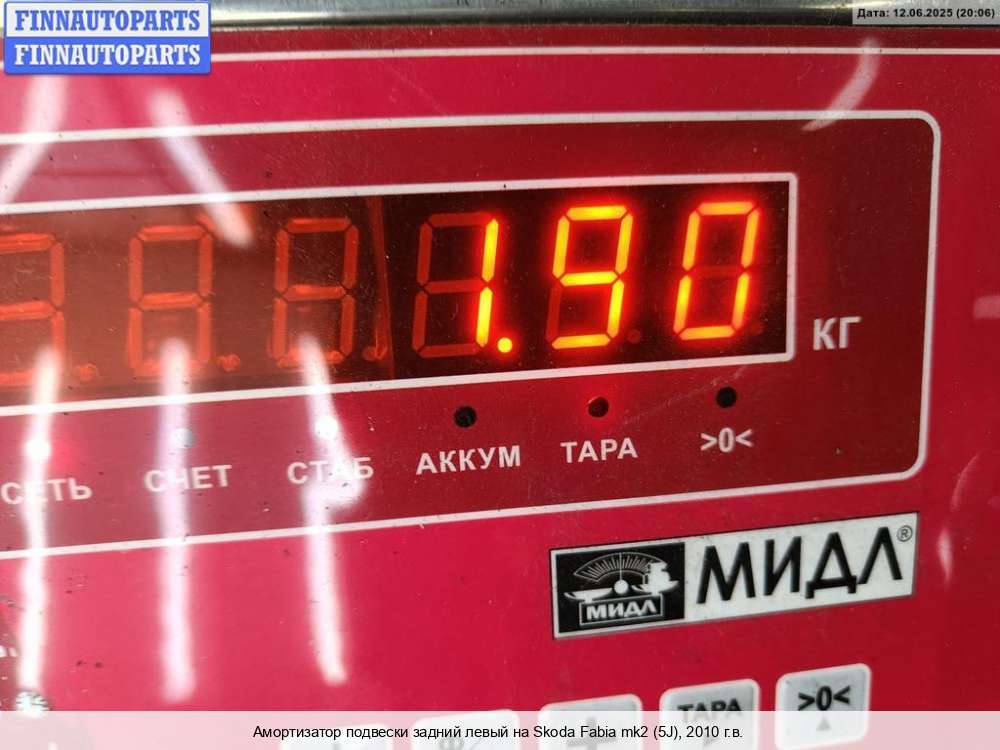 FINNAUTOPARTS
FINNAUTOPARTS
Дата: 12.06.2025 (20:06)
1.90
КГ
СЕТЬ СЧЕТ СТАБ АККУМ ТАРА >0<
МИДЛ МИДЛ®
ТАРА >0<
Амортизатор подвески задний левый на Skoda Fabia mk2 (5J), 2010 г.в.